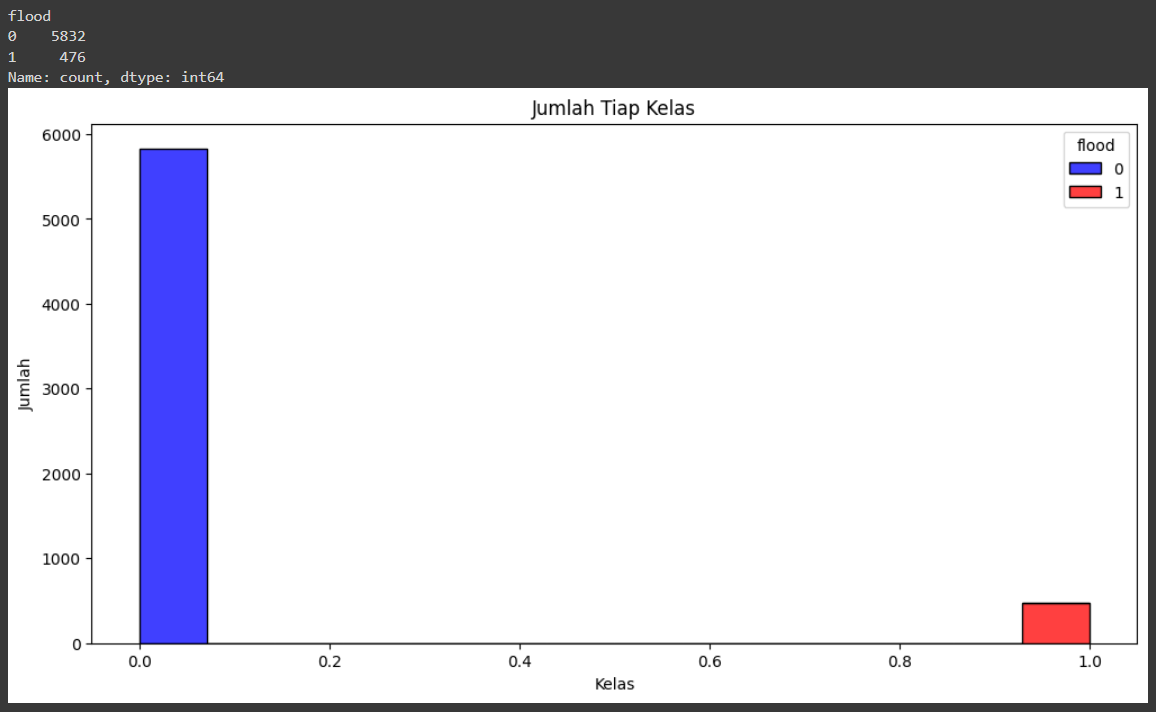 flood
0    5832
1     476
Name: count, dtype: int64
Jumlah Tiap Kelas
flood
0
1
6000
5000
4000
3000
2000
1000
0
Jumlah
0.0 0.2 0.4 0.6 0.8 1.0
Kelas